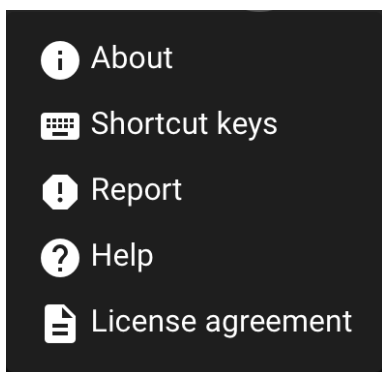 About
Shortcut keys
Report
Help
License agreement